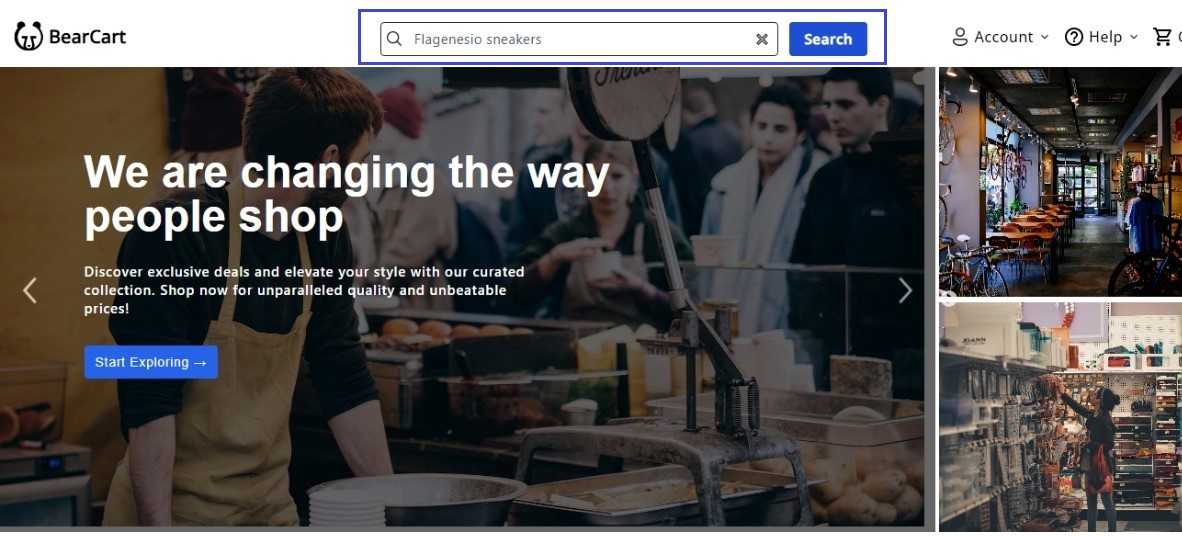 BearCart
Flagenesio sneakers
Search
Account
Help
We are changing the way
people shop
Discover exclusive deals and elevate your style with our curated
collection. Shop now for unparalleled quality and unbeatable
prices!
Start Exploring →
JOANN